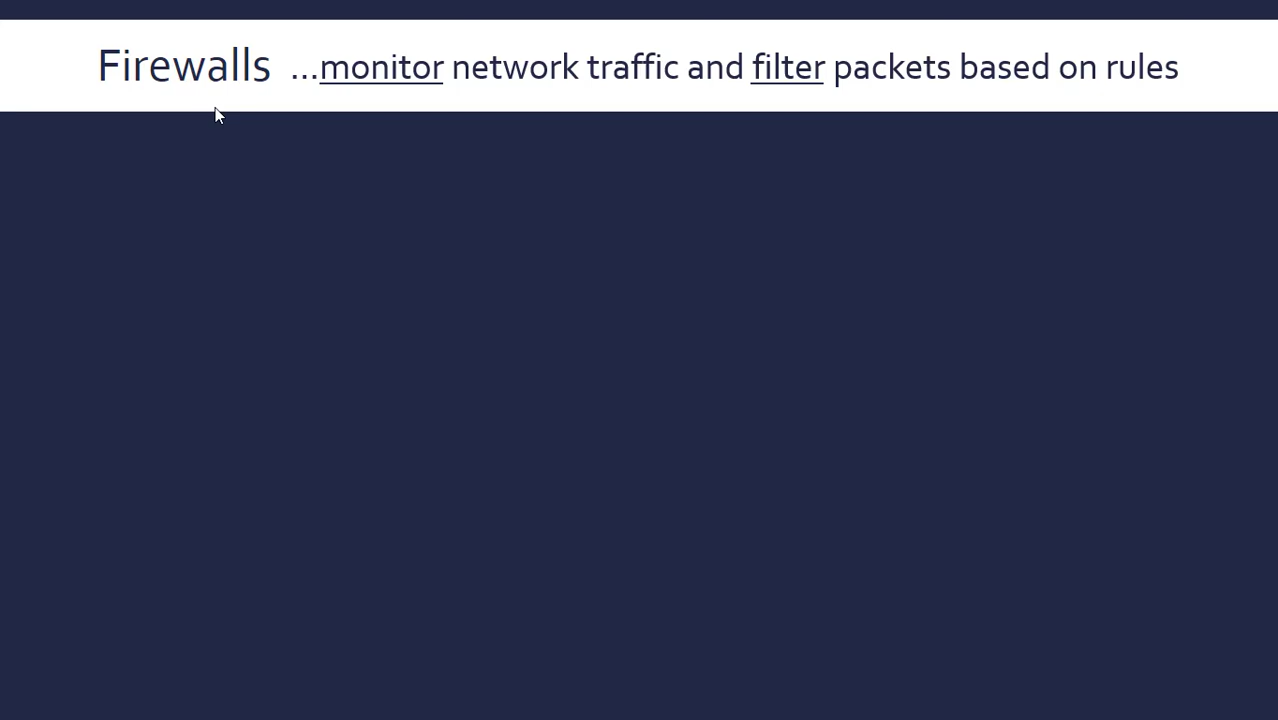 Firewalls ...monitor network traffic and filter packets based on rules